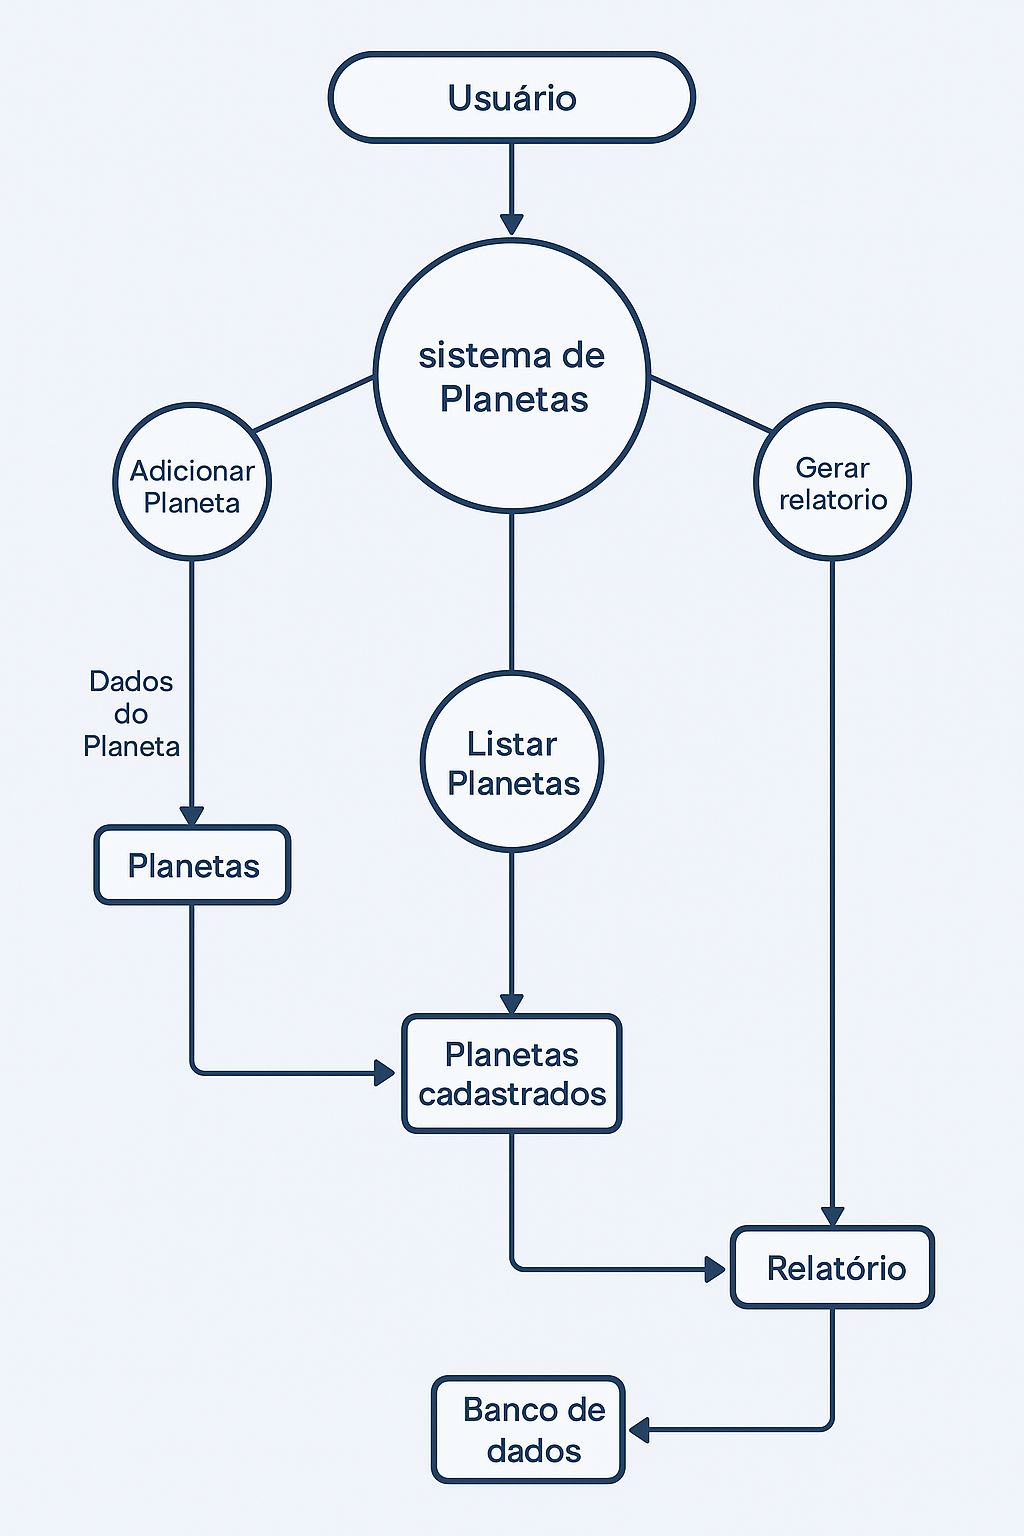 Usuário
sistema de
Planetas
Adicionar
Planeta
Gerar
relatorio
Dados
do
Planeta
Listar
Planetas
Planetas
Planetas
cadastrados
Relatório
Banco de
dados